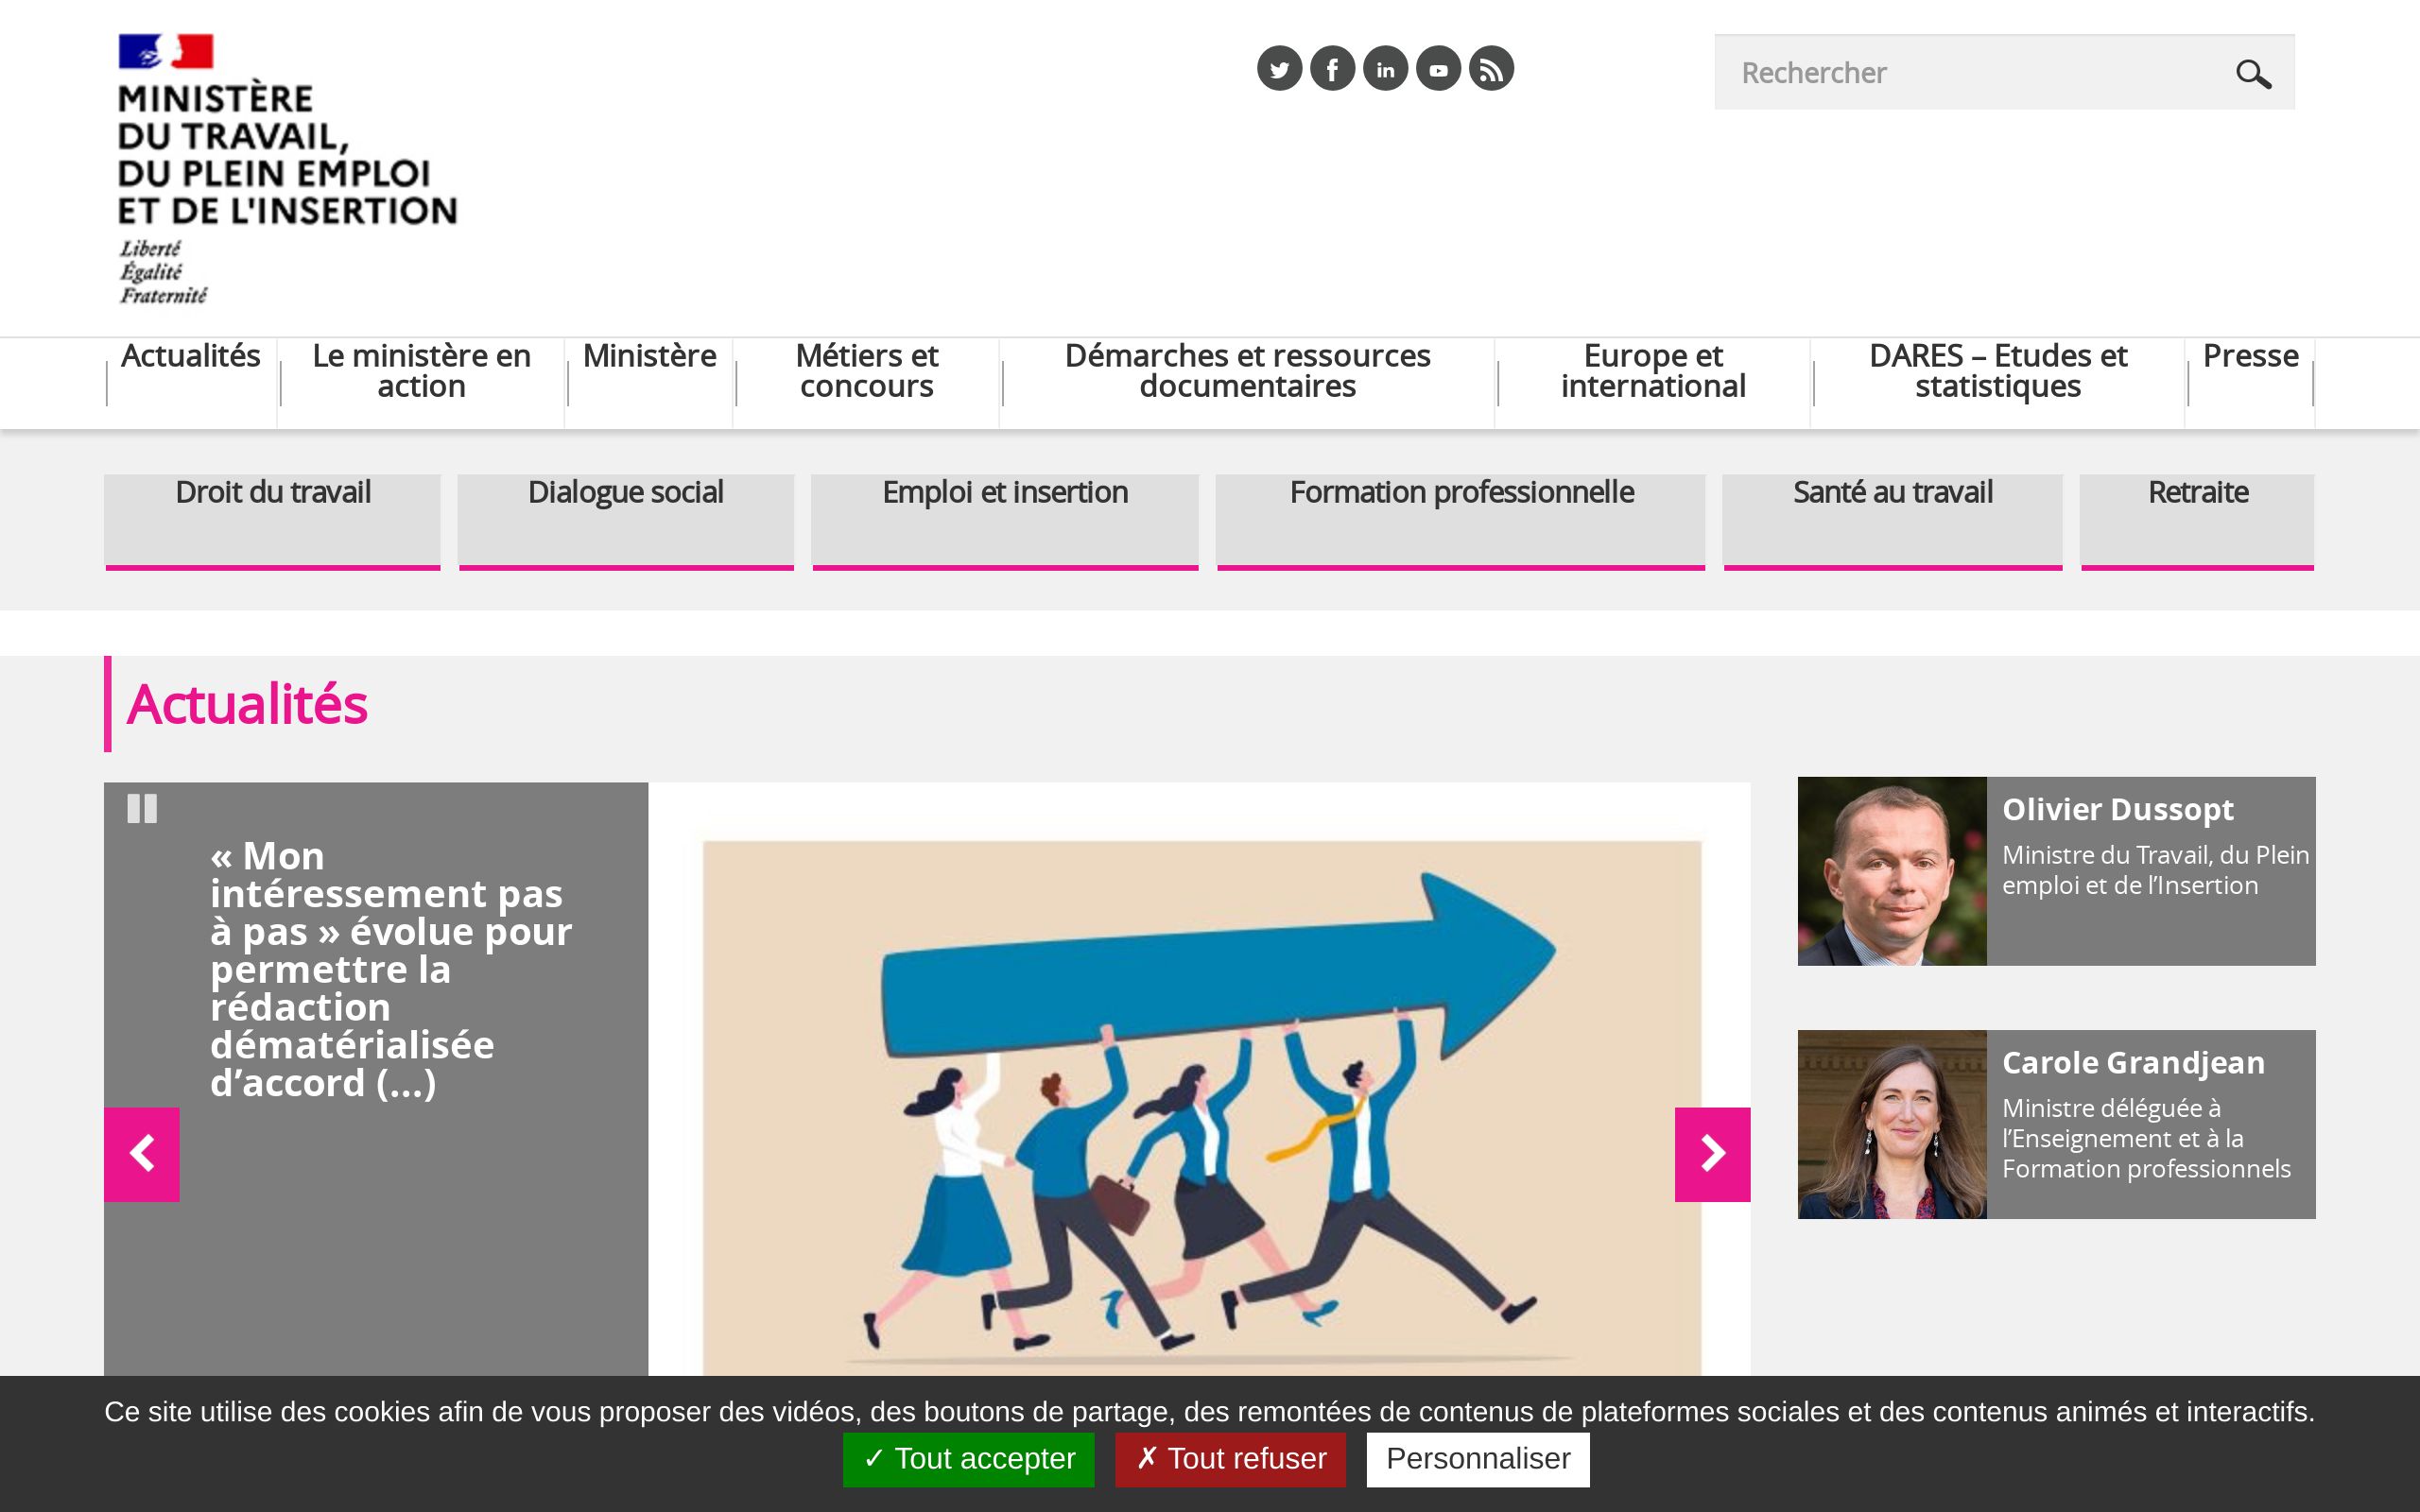 MINISTÈRE
DU TRAVAIL,
DU PLEIN EMPLOI
ET DE L'INSERTION
Liberté
Égalité
Fraternité
Rechercher
Actualités
Le ministère en
action
Ministère
Métiers et
concours
Démarches et ressources
documentaires
Europe et
international
DARES – Etudes et
statistiques
Presse
Droit du travail
Dialogue social
Emploi et insertion
Formation professionnelle
Santé au travail
Retraite
Actualités
« Mon
intéressement pas
à pas » évolue pour
permettre la
rédaction
dématérialisée
d’accord (...)
Olivier Dussopt
Ministre du Travail, du Plein
emploi et de l’Insertion
Carole Grandjean
Ministre déléguée à
l’Enseignement et à la
Formation professionnels
Ce site utilise des cookies afin de vous proposer des vidéos, des boutons de partage, des remontées de contenus de plateformes sociales et des contenus animés et interactifs.
✓ Tout accepter
✗ Tout refuser
Personnaliser